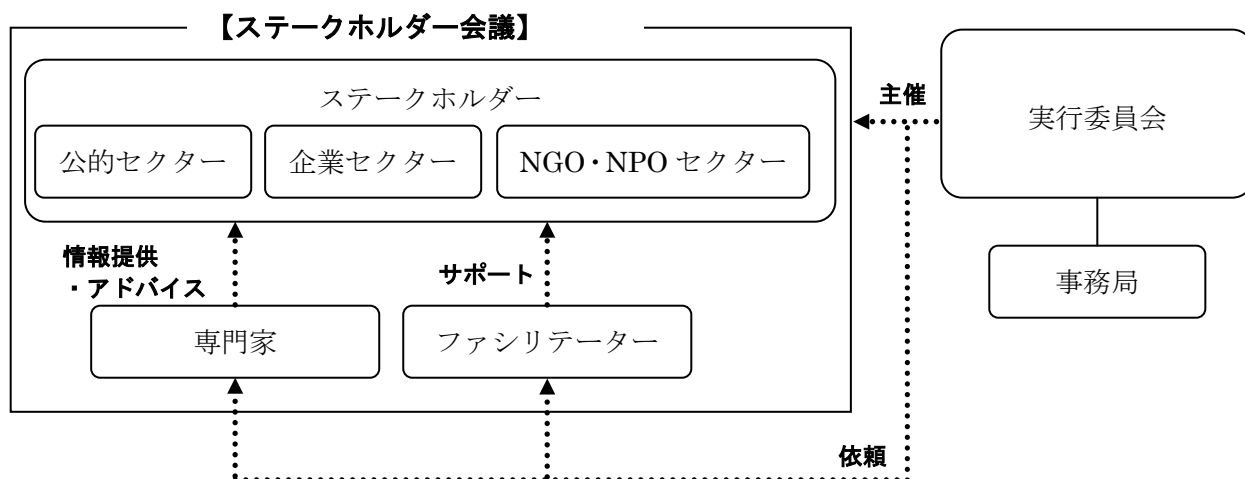 【ステークホルダー会議】
ステークホルダー
公的セクター
企業セクター
NGO・NPO セクター
主催
実行委員会
情報提供
・アドバイス
サポート
事務局
専門家
ファシリテーター
依頼